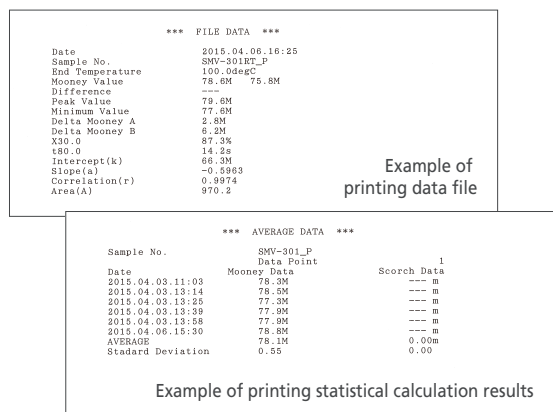 *** FILE DATA ***
Date 2015.04.06.16:25
Sample No. SMV-301RT_P
End Temperature 100.0degC
Mooney Value 78.6M 75.8M
Difference ---
Peak Value 79.6M
Minimum Value 77.6M
Delta Mooney A 2.8M
Delta Mooney B 6.2M
X30.0 87.3%
t80.0 14.2s
Intercept(k) 66.3M
Slope(a) -0.5963
Correlation(r) 0.9974
Area(A) 970.2
Example of
printing data file
*** AVERAGE DATA ***
Sample No. SMV-301_P
Data Point 1
Date Mooney Data Scorch Data
2015.04.03.11:03 78.3M --- m
2015.04.03.13:14 78.5M --- m
2015.04.03.13:25 77.3M --- m
2015.04.03.13:39 77.9M --- m
2015.04.03.13:58 77.9M --- m
2015.04.06.15:30 78.8M --- m
AVERAGE 78.1M 0.00m
Stadard Deviation 0.55 0.00
Example of printing statistical calculation results